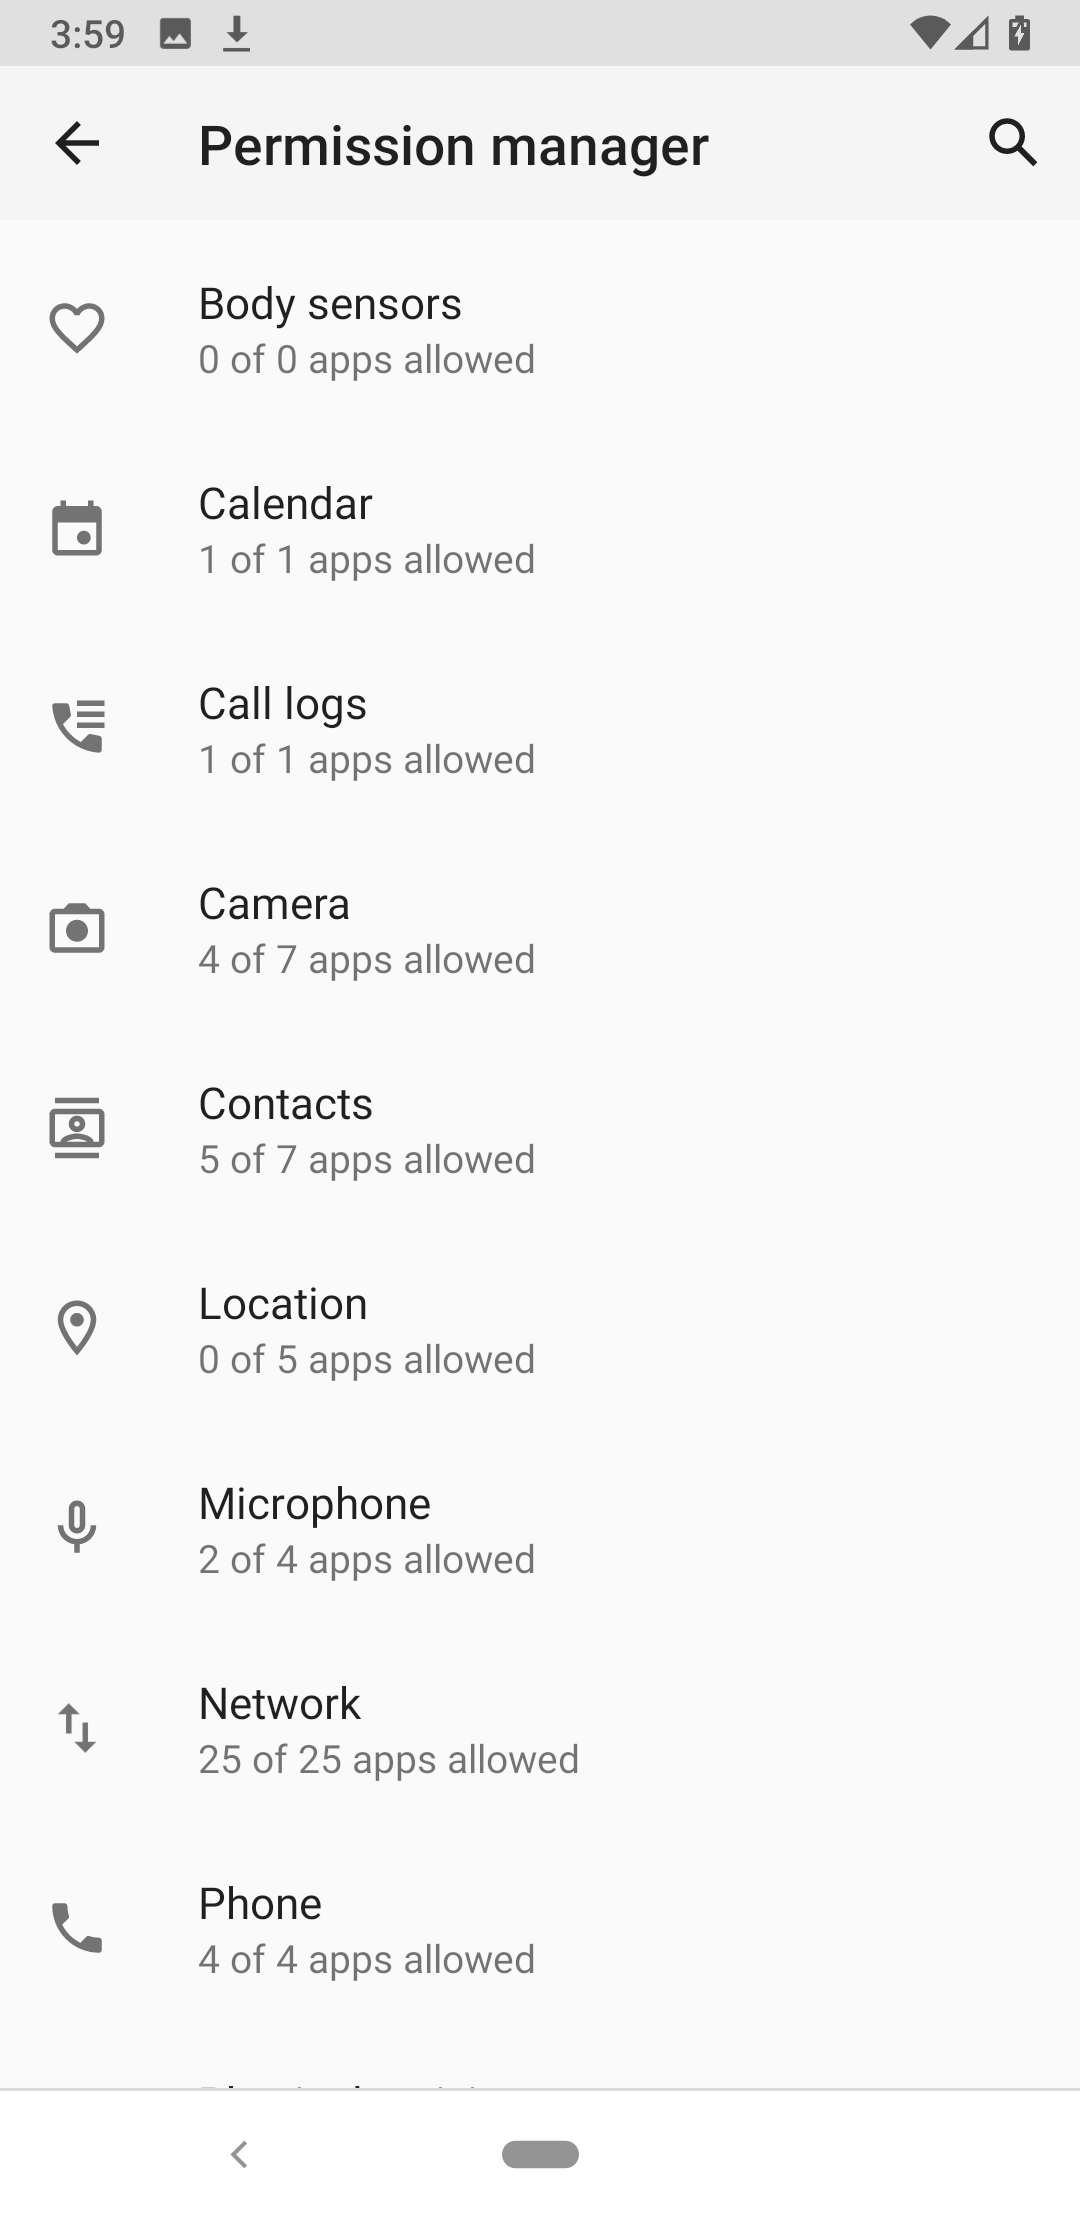 3:59
Permission manager
Body sensors
0 of 0 apps allowed
Calendar
1 of 1 apps allowed
Call logs
1 of 1 apps allowed
Camera
4 of 7 apps allowed
Contacts
5 of 7 apps allowed
Location
0 of 5 apps allowed
Microphone
2 of 4 apps allowed
Network
25 of 25 apps allowed
Phone
4 of 4 apps allowed